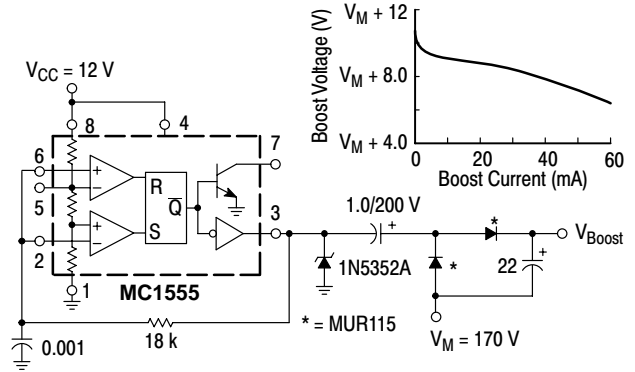 V_CC = 12 V
8
4
7
6
5
2
1
3
+
−
+
−
R
Q̅
S
MC1555
18 k
0.001
1N5352A
1.0/200 V
+
*
*
* = MUR115
22
+
V_Boost
V_M = 170 V
Boost Voltage (V)
V_M + 12
V_M + 8.0
V_M + 4.0
0
20
40
60
Boost Current (mA)